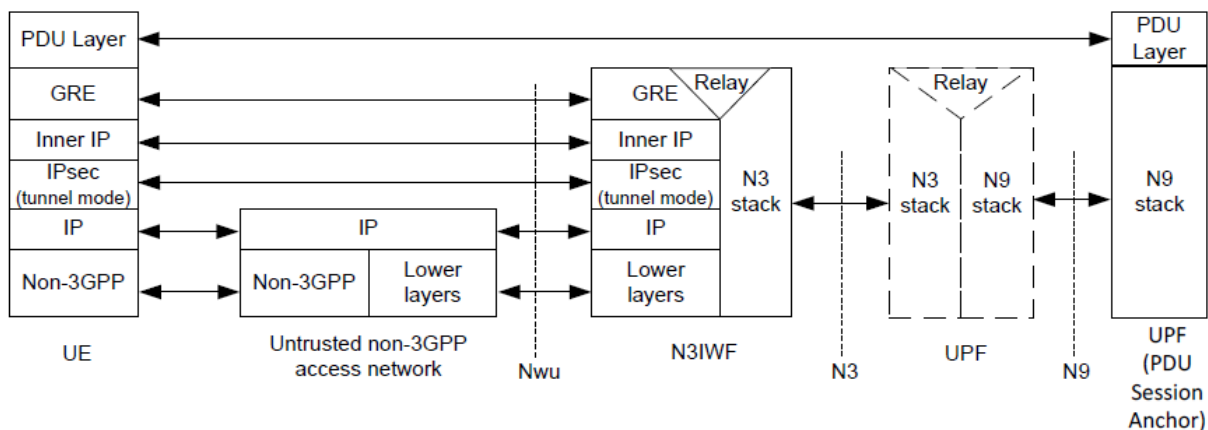 PDU Layer
GRE
Inner IP
IPsec
(tunnel mode)
IP
Non-3GPP
UE
IP
Non-3GPP
Lower
layers
Untrusted non-3GPP
access network
Nwu
GRE
Relay
Inner IP
IPsec
(tunnel mode)
IP
Lower
layers
N3
stack
N3IWF
N3
Relay
N3
stack
N9
stack
UPF
N9
PDU
Layer
N9
stack
UPF
(PDU
Session
Anchor)